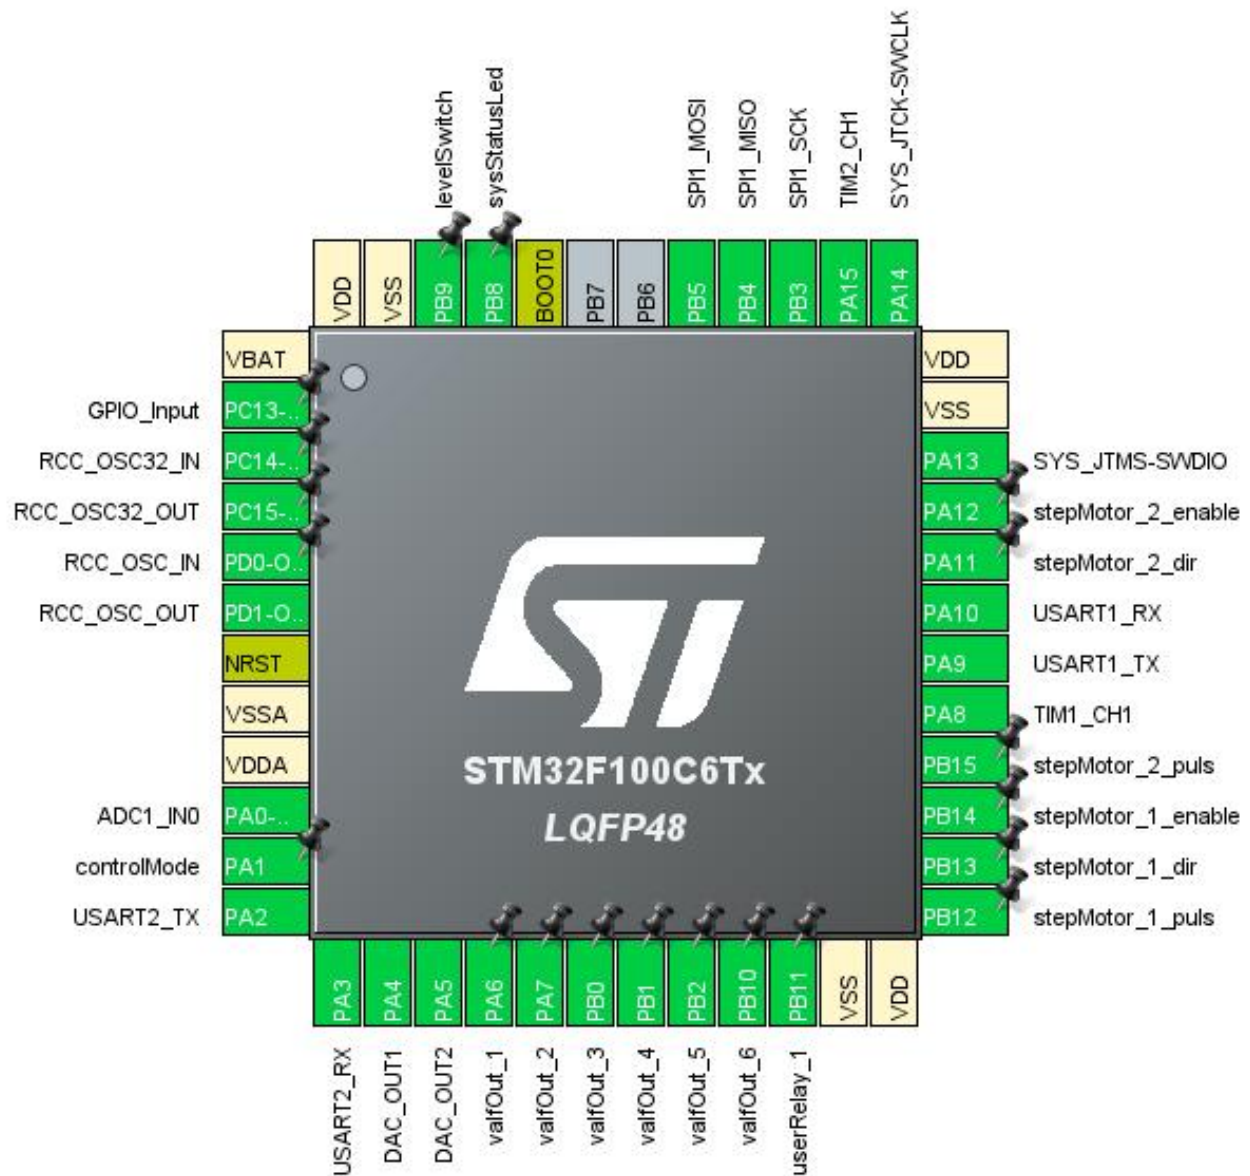 levelSwitch
sysStatusLed
SPI1_MOSI
SPI1_MISO
SPI1_SCK
TIM2_CH1
SYS_JTCK-SWCLK
VDD
VSS
PB9
PB8
BOOT0
PB7
PB6
PB5
PB4
PB3
PA15
PA14
VBAT
GPIO_Input PC13-..
RCC_OSC32_IN PC14-..
RCC_OSC32_OUT PC15-..
RCC_OSC_IN PD0-O..
RCC_OSC_OUT PD1-O..
NRST
VSSA
VDDA
ADC1_IN0 PA0-..
controlMode PA1
USART2_TX PA2
ST
STM32F100C6Tx
LQFP48
VDD
VSS
PA13 SYS_JTMS-SWDIO
PA12 stepMotor_2_enable
PA11 stepMotor_2_dir
PA10 USART1_RX
PA9 USART1_TX
PA8 TIM1_CH1
PB15 stepMotor_2_puls
PB14 stepMotor_1_enable
PB13 stepMotor_1_dir
PB12 stepMotor_1_puls
PA3
PA4
PA5
PA6
PA7
PB0
PB1
PB2
PB10
PB11
VSS
VDD
USART2_RX
DAC_OUT1
DAC_OUT2
valfOut_1
valfOut_2
valfOut_3
valfOut_4
valfOut_5
valfOut_6
userRelay_1